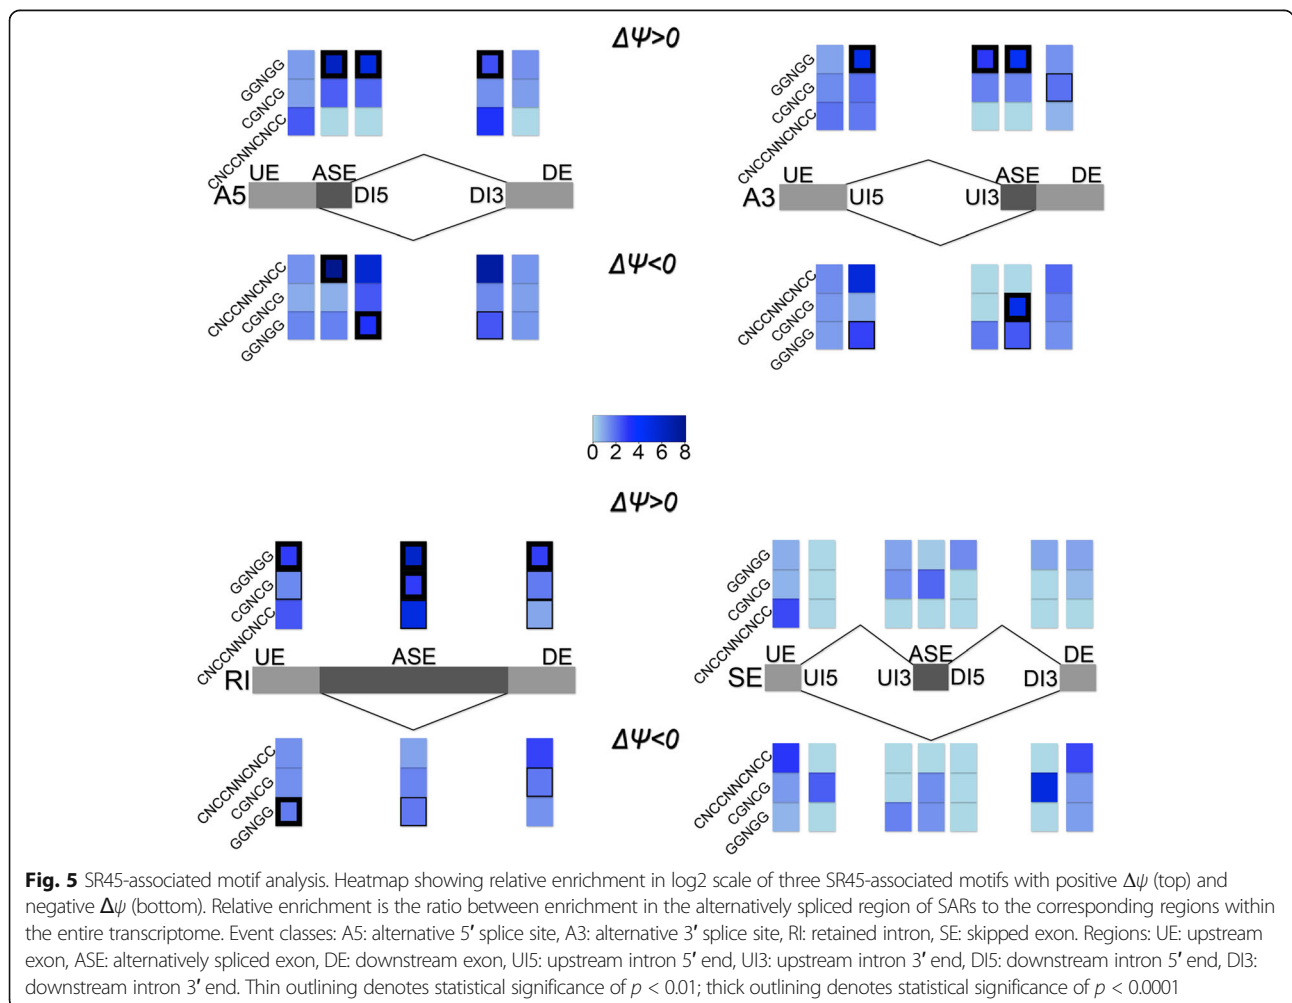 ΔΨ>0
GGNGG
CGNCG
CNCCNNCNCC
GGNGG
CGNCG
CNCCNNCNCC
UE ASE DE
A5 DI5 DI3
UE ASE DE
A3 UI5 UI3
ΔΨ<0
CNCCNNCNCC
CGNCG
GGNGG
CNCCNNCNCC
CGNCG
GGNGG
0 2 4 6 8
ΔΨ>0
GGNGG
CGNCG
CNCCNNCNCC
GGNGG
CGNCG
CNCCNNCNCC
UE ASE DE
RI
UE ASE DE
SE UI5 UI3 DI5 DI3
ΔΨ<0
CNCCNNCNCC
CGNCG
GGNGG
CNCCNNCNCC
CGNCG
GGNGG
Fig. 5 SR45-associated motif analysis. Heatmap showing relative enrichment in log2 scale of three SR45-associated motifs with positive Δψ (top) and
negative Δψ (bottom). Relative enrichment is the ratio between enrichment in the alternatively spliced region of SARs to the corresponding regions within
the entire transcriptome. Event classes: A5: alternative 5′ splice site, A3: alternative 3′ splice site, RI: retained intron, SE: skipped exon. Regions: UE: upstream
exon, ASE: alternatively spliced exon, DE: downstream exon, UI5: upstream intron 5′ end, UI3: upstream intron 3′ end, DI5: downstream intron 5′ end, DI3:
downstream intron 3′ end. Thin outlining denotes statistical significance of p < 0.01; thick outlining denotes statistical significance of p < 0.0001